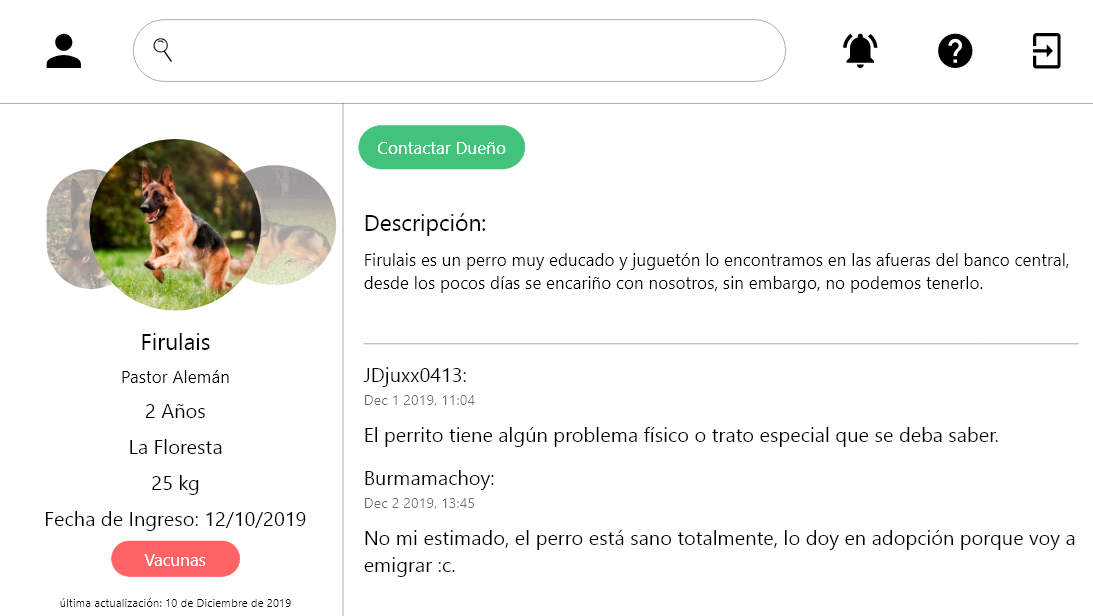 Contactar Dueño
Descripción:
Firulais es un perro muy educado y juguetón lo encontramos en las afueras del banco central,
desde los pocos días se encariño con nosotros, sin embargo, no podemos tenerlo.
Firulais
Pastor Alemán
2 Años
La Floresta
25 kg
Fecha de Ingreso: 12/10/2019
Vacunas
última actualización: 10 de Diciembre de 2019
JDjuxx0413:
Dec 1 2019, 11:04
El perrito tiene algún problema físico o trato especial que se deba saber.
Burmamachoy:
Dec 2 2019, 13:45
No mi estimado, el perro está sano totalmente, lo doy en adopción porque voy a
emigrar :c.